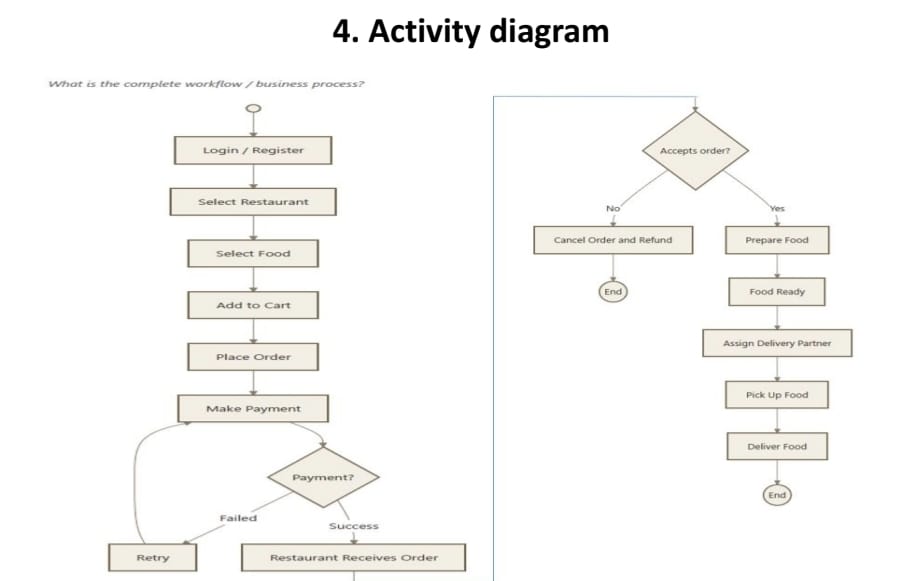 4. Activity diagram
What is the complete workflow / business process?
Login / Register
Select Restaurant
Select Food
Add to Cart
Place Order
Make Payment
Payment?
Failed
Success
Retry
Restaurant Receives Order
Accepts order?
No
Yes
Cancel Order and Refund
Prepare Food
End
Food Ready
Assign Delivery Partner
Pick Up Food
Deliver Food
End